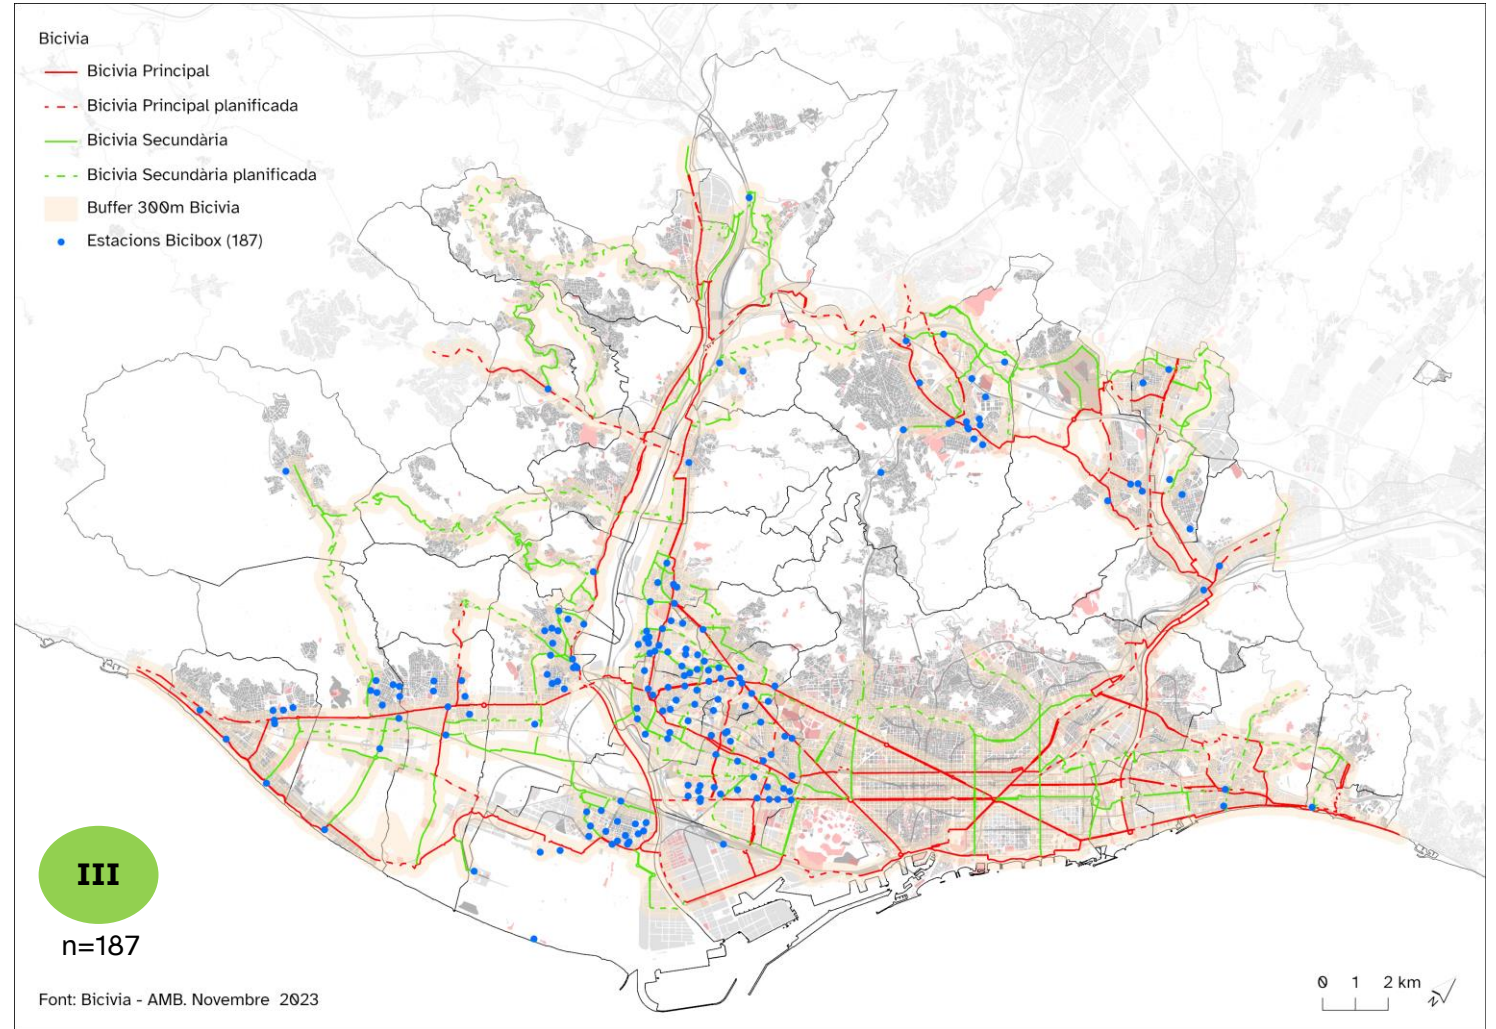 Bicivia
Bicivia Principal
Bicivia Principal planificada
Bicivia Secundària
Bicivia Secundària planificada
Buffer 300m Bicivia
Estacions Bicibox (187)
III
n=187
Font: Bicivia - AMB. Novembre 2023
0 1 2 km
N